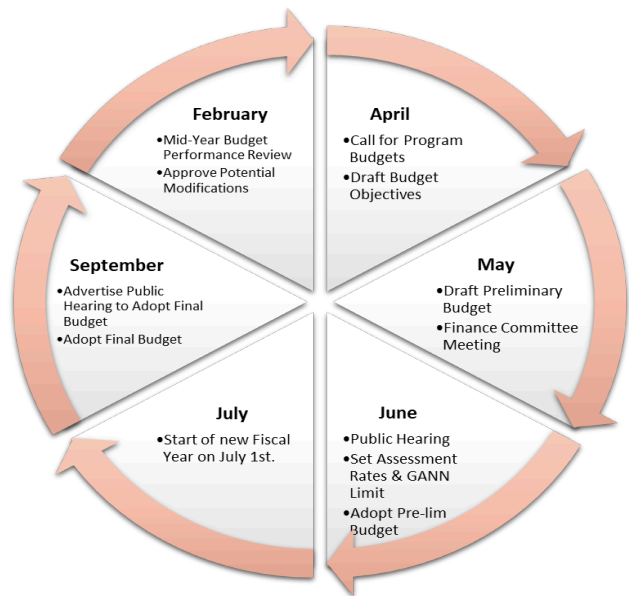 February
•Mid-Year Budget
Performance Review
•Approve Potential
Modifications
April
•Call for Program
Budgets
•Draft Budget
Objectives
May
•Draft Preliminary
Budget
•Finance Committee
Meeting
June
•Public Hearing
•Set Assessment
Rates & GANN
Limit
•Adopt Pre-lim
Budget
July
•Start of new Fiscal
Year on July 1st.
September
•Advertise Public
Hearing to Adopt Final
Budget
•Adopt Final Budget